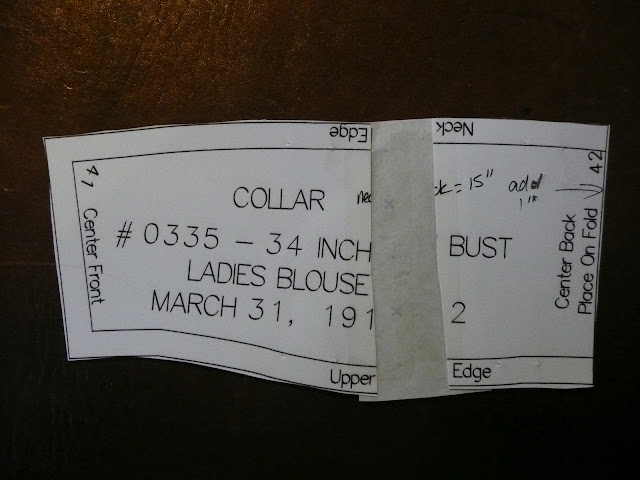 Neck Edge
COLLAR
nec k = 15" add
1"
# 0335 – 34 INCH BUST
LADIES BLOUSE
MARCH 31, 191 2
Upper Edge
Center Front
Center Back
Place On Fold 42